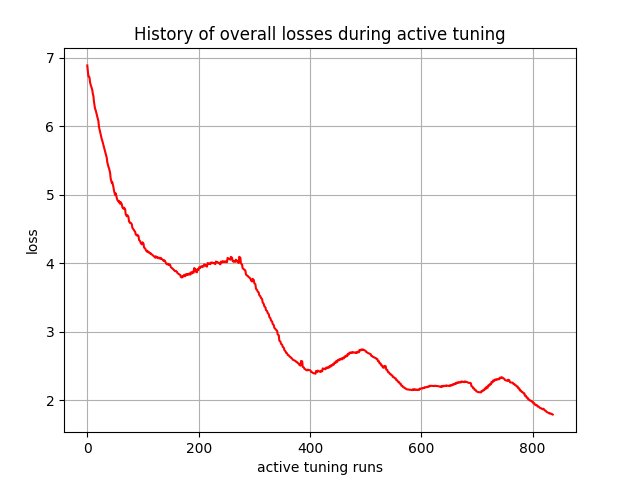 History of overall losses during active tuning
7
6
5
4
3
2
loss
0 200 400 600 800
active tuning runs